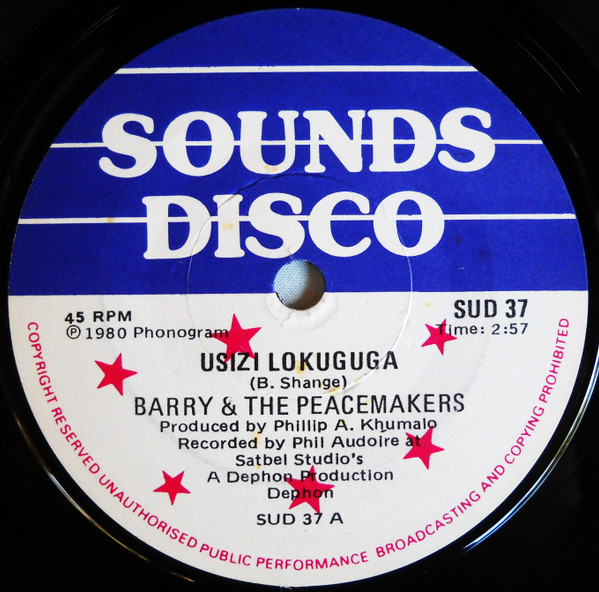 SOUNDS
DISCO
45 RPM
Ⓟ 1980 Phonogram
SUD 37
Time: 2:57
USIZI LOKUGUGA
(B. Shange)
BARRY & THE PEACEMAKERS
Produced by Phillip A. Khumalo
Recorded by Phil Audoire at
Satbel Studio's
A Dephon Production
Dephon
SUD 37 A
COPYRIGHT RESERVED UNAUTHORISED PUBLIC PERFORMANCE BROADCASTING AND COPYING PROHIBITED